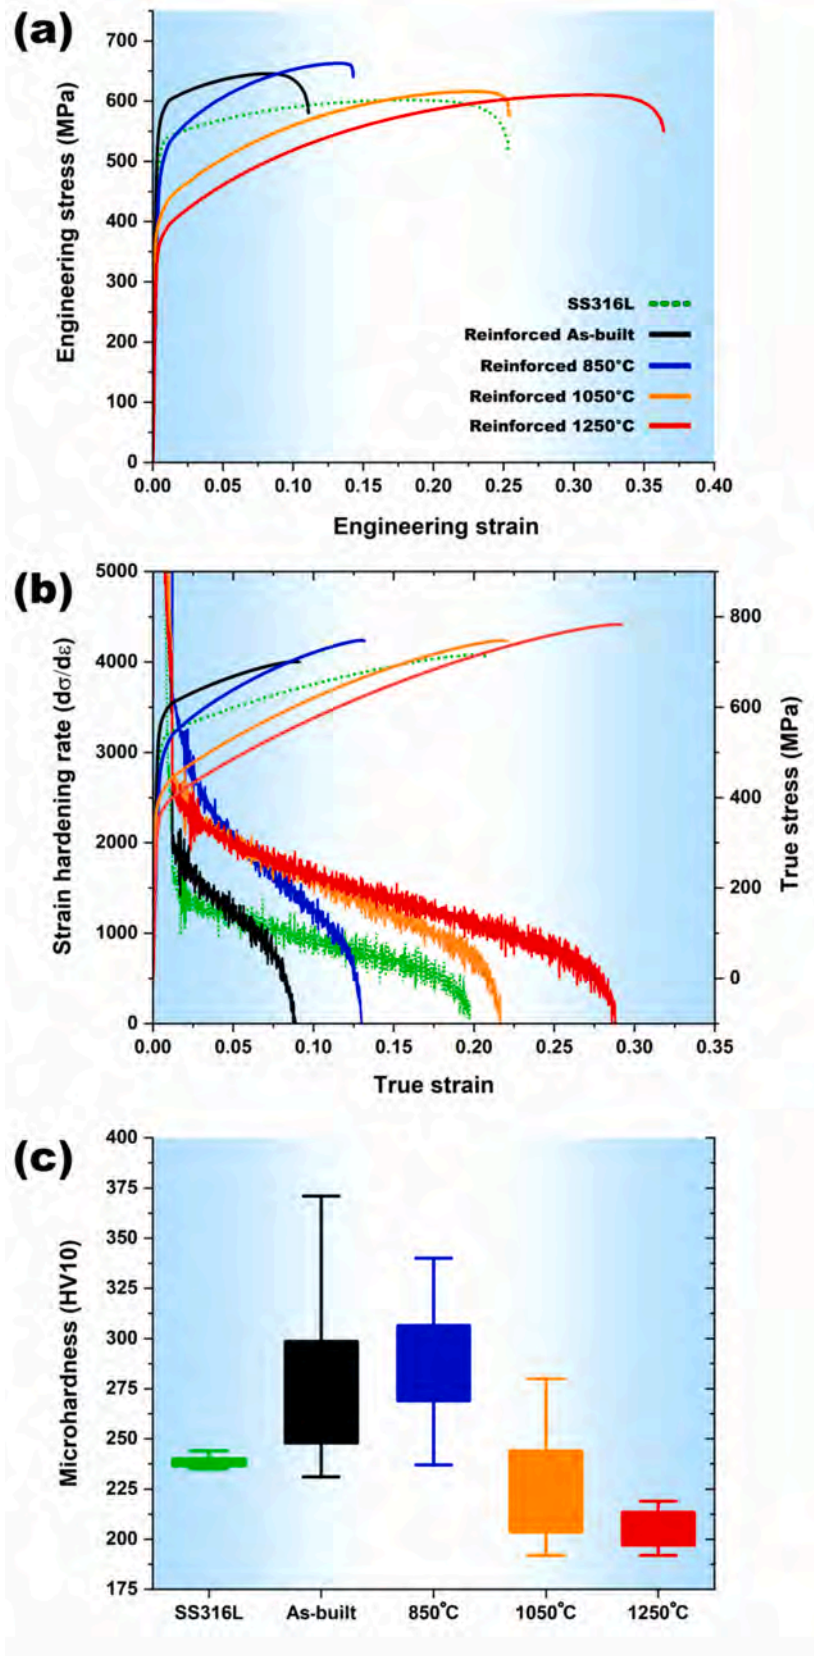 (a)
700
600
500
400
300
200
100
0
Engineering stress (MPa)
SS316L
Reinforced As-built
Reinforced 850°C
Reinforced 1050°C
Reinforced 1250°C
0.00 0.05 0.10 0.15 0.20 0.25 0.30 0.35 0.40
Engineering strain
(b)
5000
4000
3000
2000
1000
0
Strain hardening rate (dσ/dε)
800
600
400
200
0
True stress (MPa)
0.00 0.05 0.10 0.15 0.20 0.25 0.30 0.35
True strain
(c)
400
375
350
325
300
275
250
225
200
175
Microhardness (HV10)
SS316L As-built 850°C 1050°C 1250°C